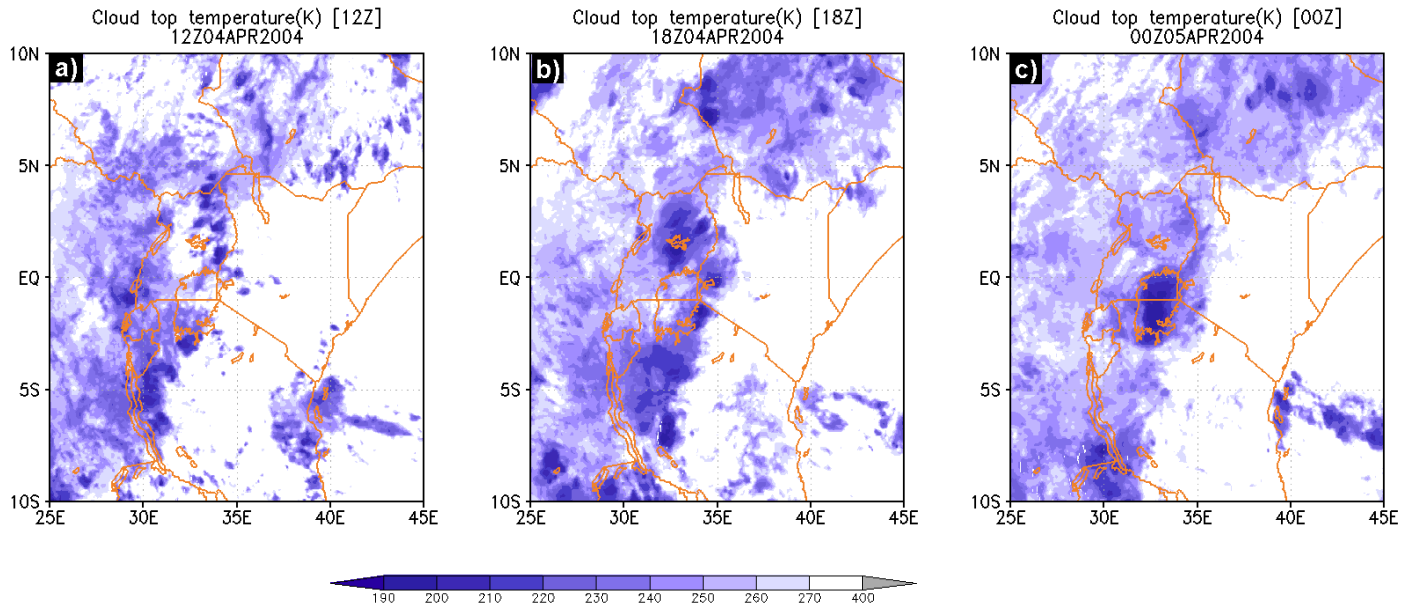 Cloud top temperature(K) [12Z]
12Z04APR2004
a)
10N
5N
EQ
5S
10S
25E 30E 35E 40E 45E
Cloud top temperature(K) [18Z]
18Z04APR2004
b)
10N
5N
EQ
5S
10S
25E 30E 35E 40E 45E
Cloud top temperature(K) [00Z]
00Z05APR2004
c)
10N
5N
EQ
5S
10S
25E 30E 35E 40E 45E
190 200 210 220 230 240 250 260 270 400